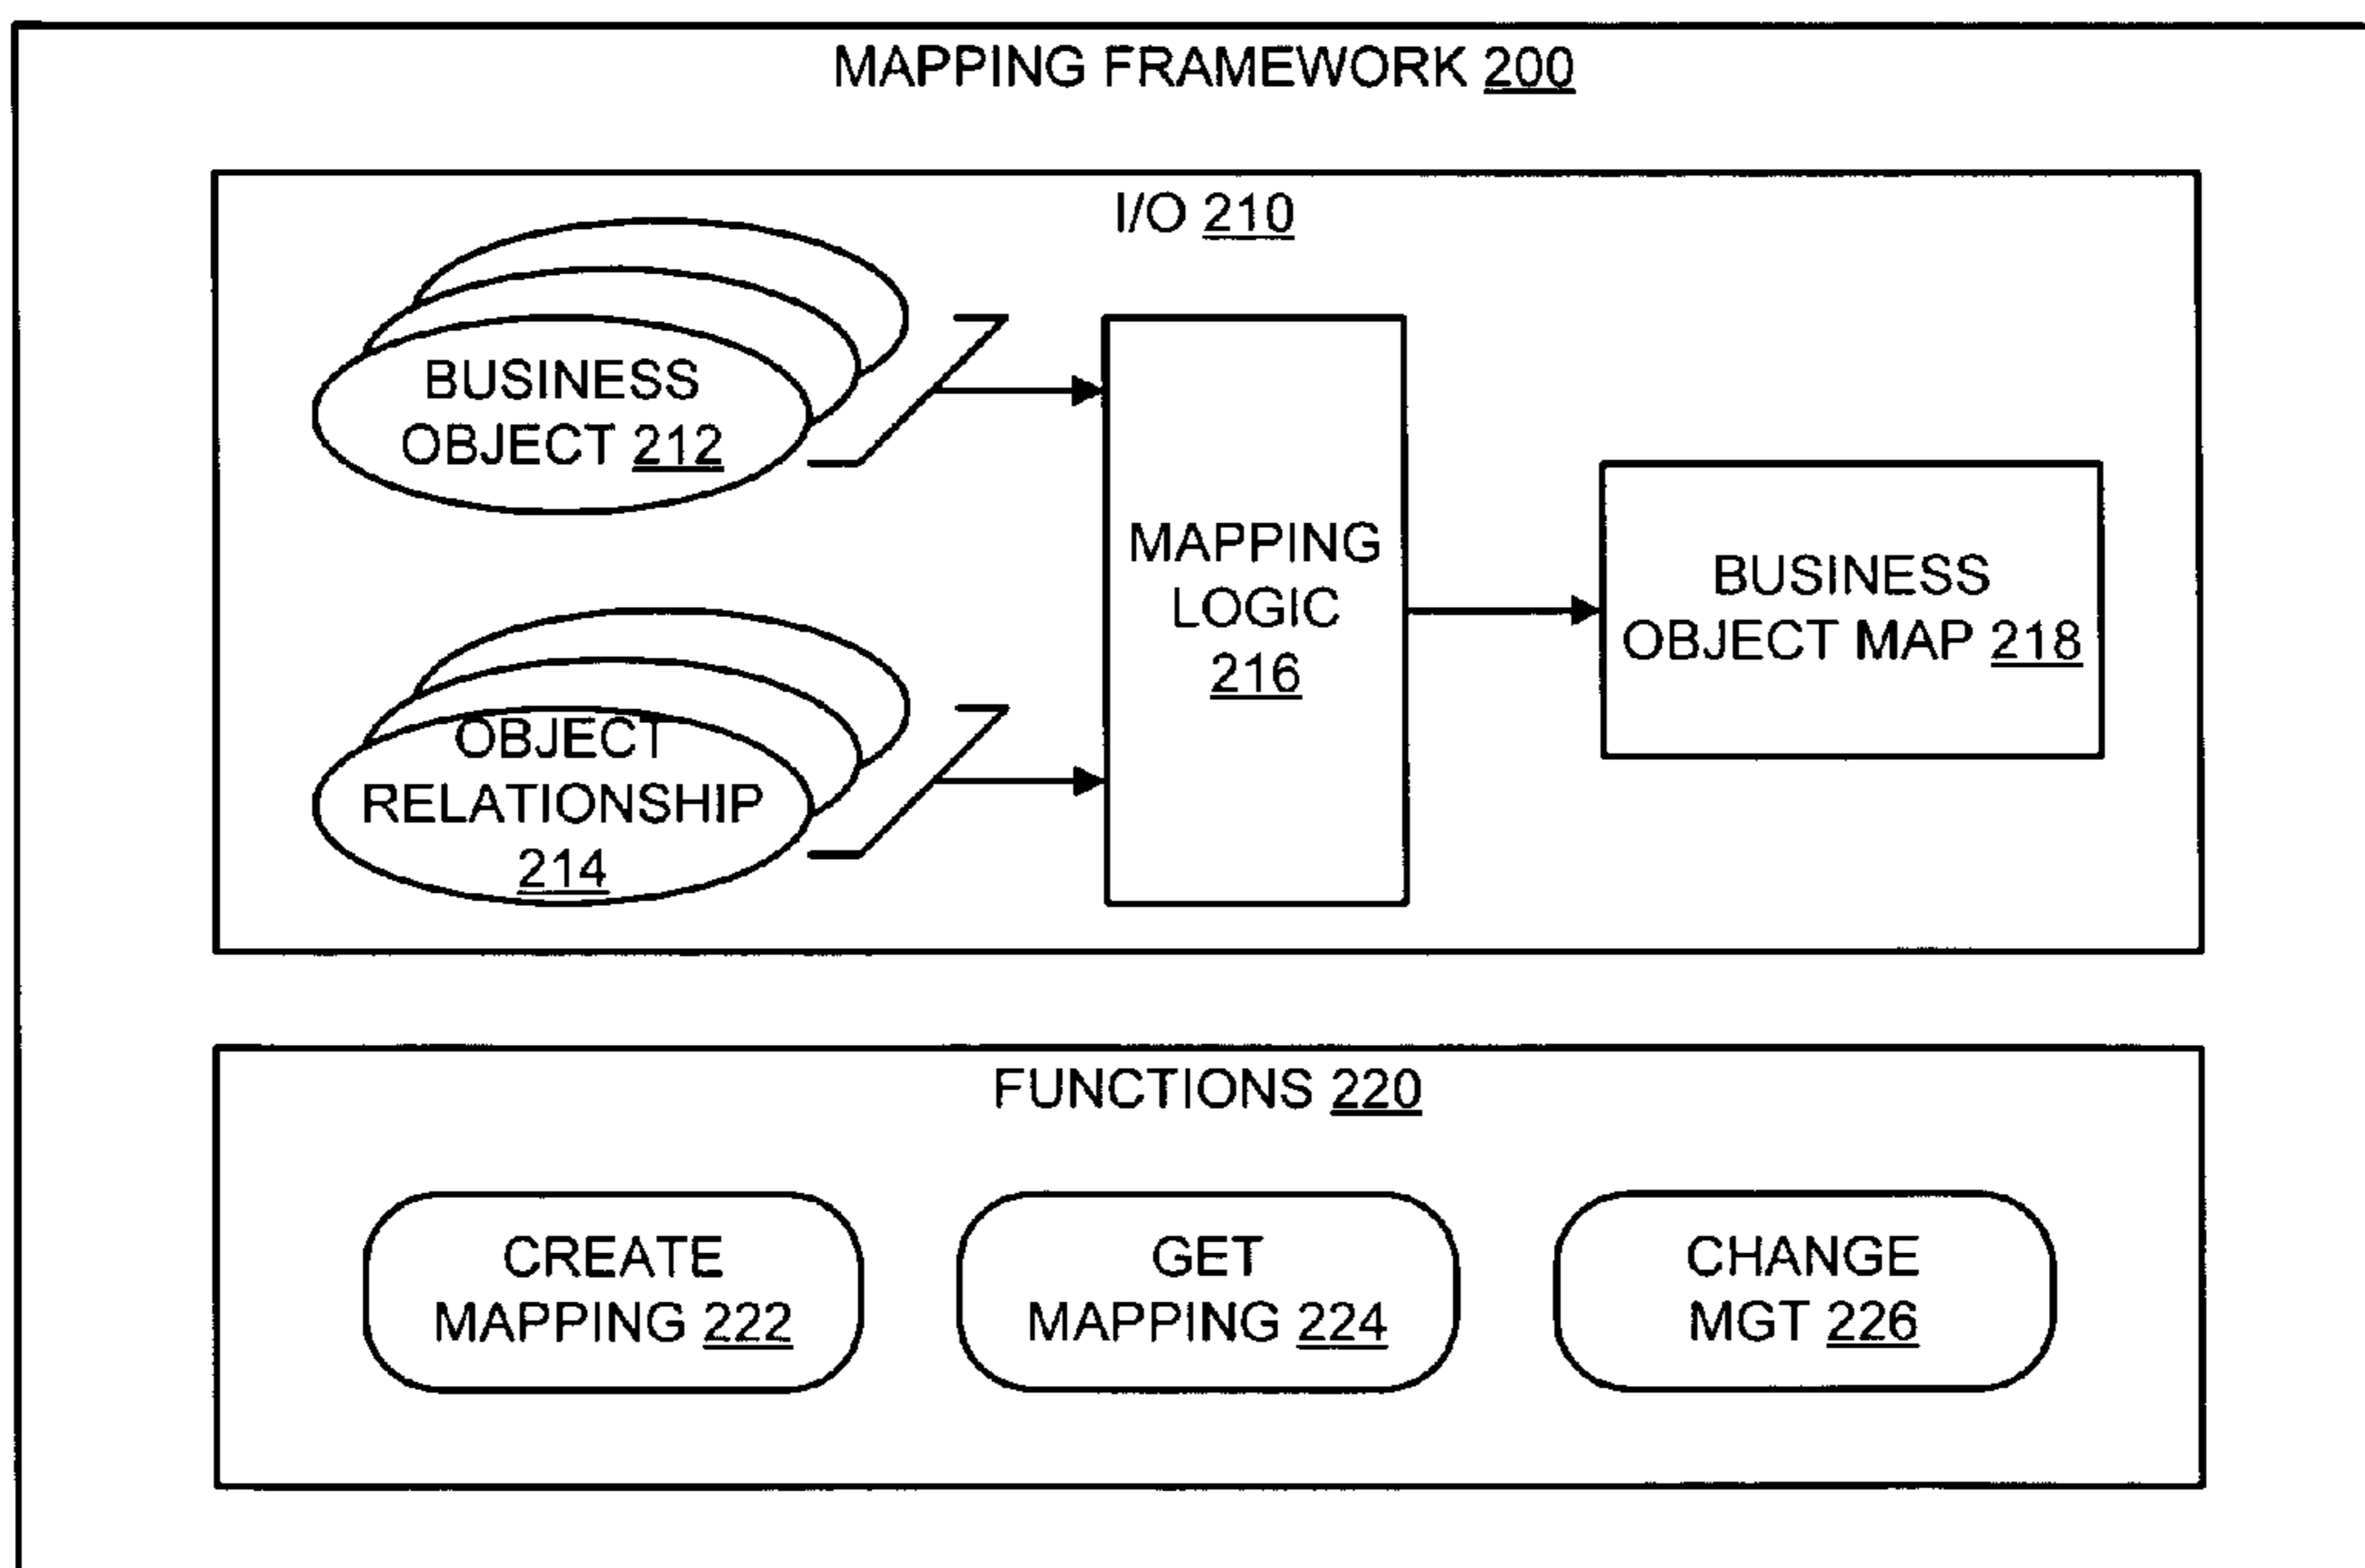 MAPPING FRAMEWORK 200
I/O 210
BUSINESS
OBJECT 212
OBJECT
RELATIONSHIP
214
MAPPING
LOGIC
216
BUSINESS
OBJECT MAP 218
FUNCTIONS 220
CREATE
MAPPING 222
GET
MAPPING 224
CHANGE
MGT 226